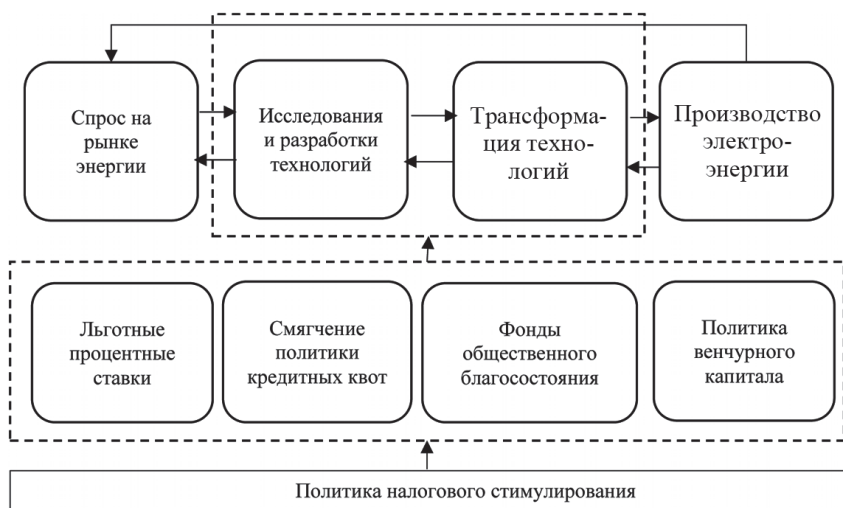 Спрос на
рынке
энергии
Исследования
и разработки
технологий
Трансформа-
ция техно-
логий
Производство
электро-
энергии
Льготные
процентные
ставки
Смягчение
политики
кредитных квот
Фонды
общественного
благосостояния
Политика
венчурного
капитала
Политика налогового стимулирования